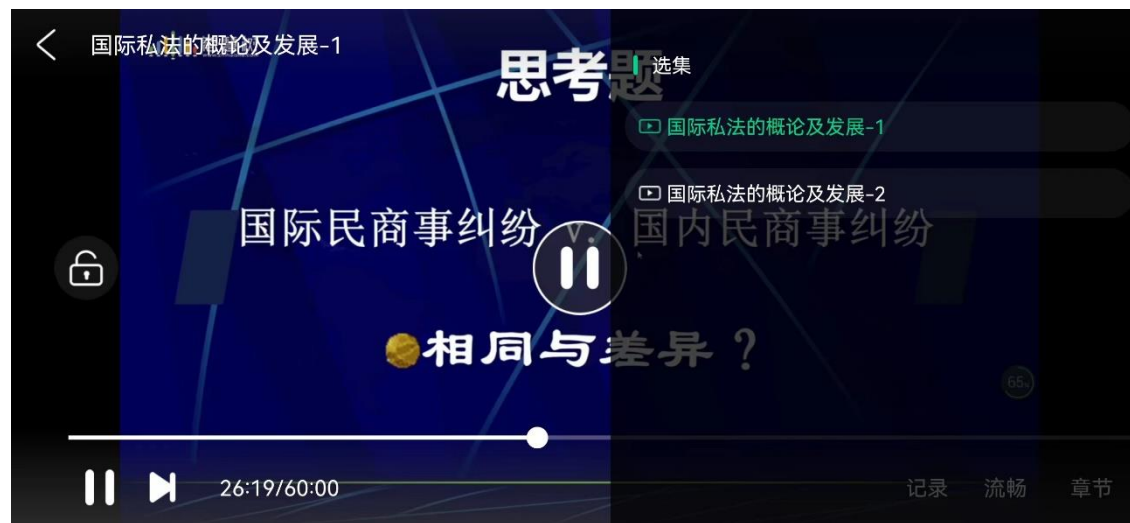 国际私法的概论及发展-1
思考题
选集
国际私法的概论及发展-1
国际私法的概论及发展-2
国际民商事纠纷 v. 国内民商事纠纷
相同与差异？
65
26:19/60:00
记录 流畅 章节